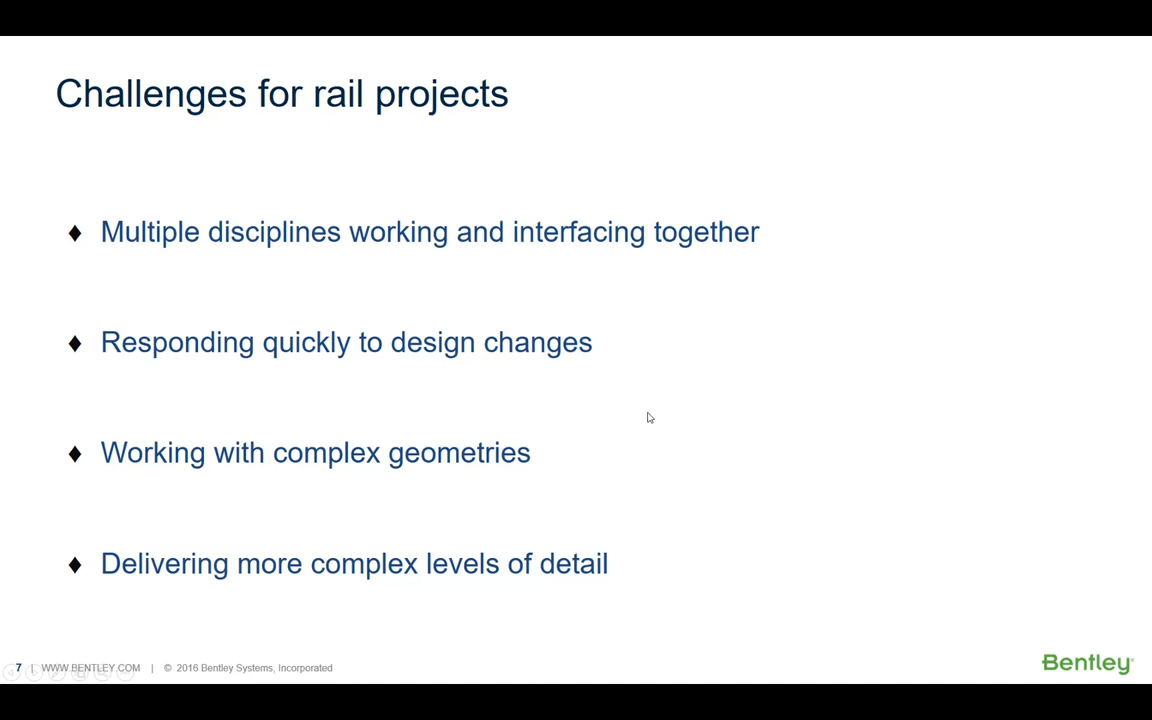 Challenges for rail projects
♦ Multiple disciplines working and interfacing together
♦ Responding quickly to design changes
♦ Working with complex geometries
♦ Delivering more complex levels of detail
7 | WWW.BENTLEY.COM | © 2016 Bentley Systems, Incorporated
Bentley®